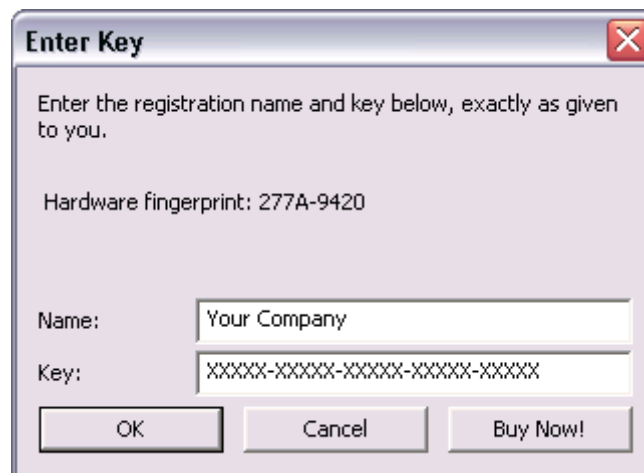 Enter Key
Enter the registration name and key below, exactly as given
to you.
Hardware fingerprint: 277A-9420
Name:
Your Company
Key:
XXXXX-XXXXX-XXXXX-XXXXX-XXXXX
OK
Cancel
Buy Now!